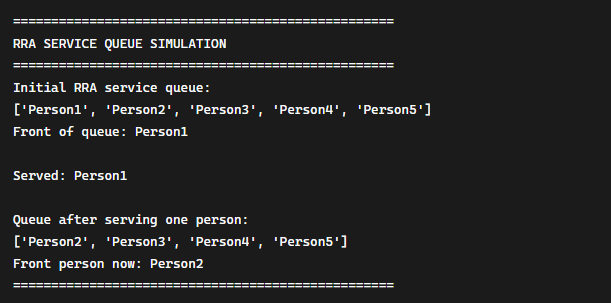 ==================================================
RRA SERVICE QUEUE SIMULATION
==================================================
Initial RRA service queue:
['Person1', 'Person2', 'Person3', 'Person4', 'Person5']
Front of queue: Person1
Served: Person1
Queue after serving one person:
['Person2', 'Person3', 'Person4', 'Person5']
Front person now: Person2
==================================================